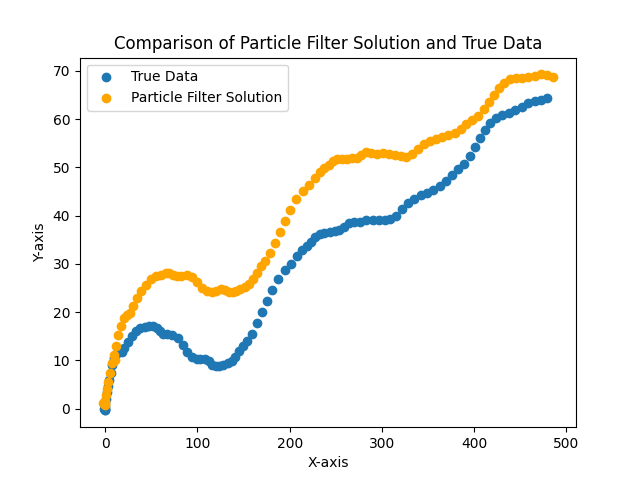 Comparison of Particle Filter Solution and True Data
True Data
Particle Filter Solution
Y-axis
70
60
50
40
30
20
10
0
0 100 200 300 400 500
X-axis